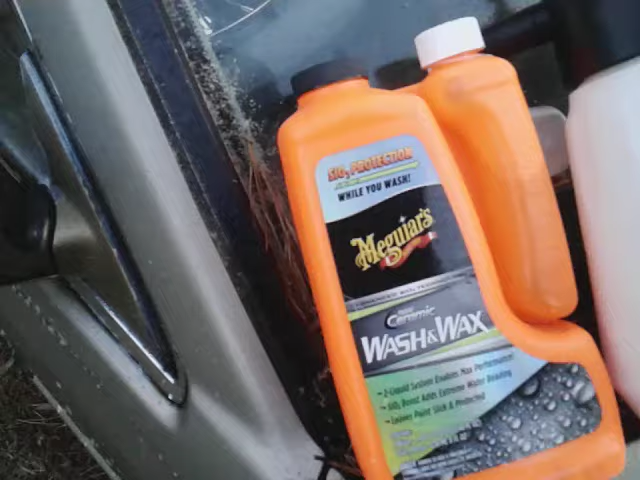 SiO₂ PROTECTION
WHILE YOU WASH!
Meguiar's
Ceramic
WASH & WAX
2-Liquid System Enables Max Performance!
SiO₂ Boost Adds Extreme Water Beading
Leaves Paint Slick & Protected